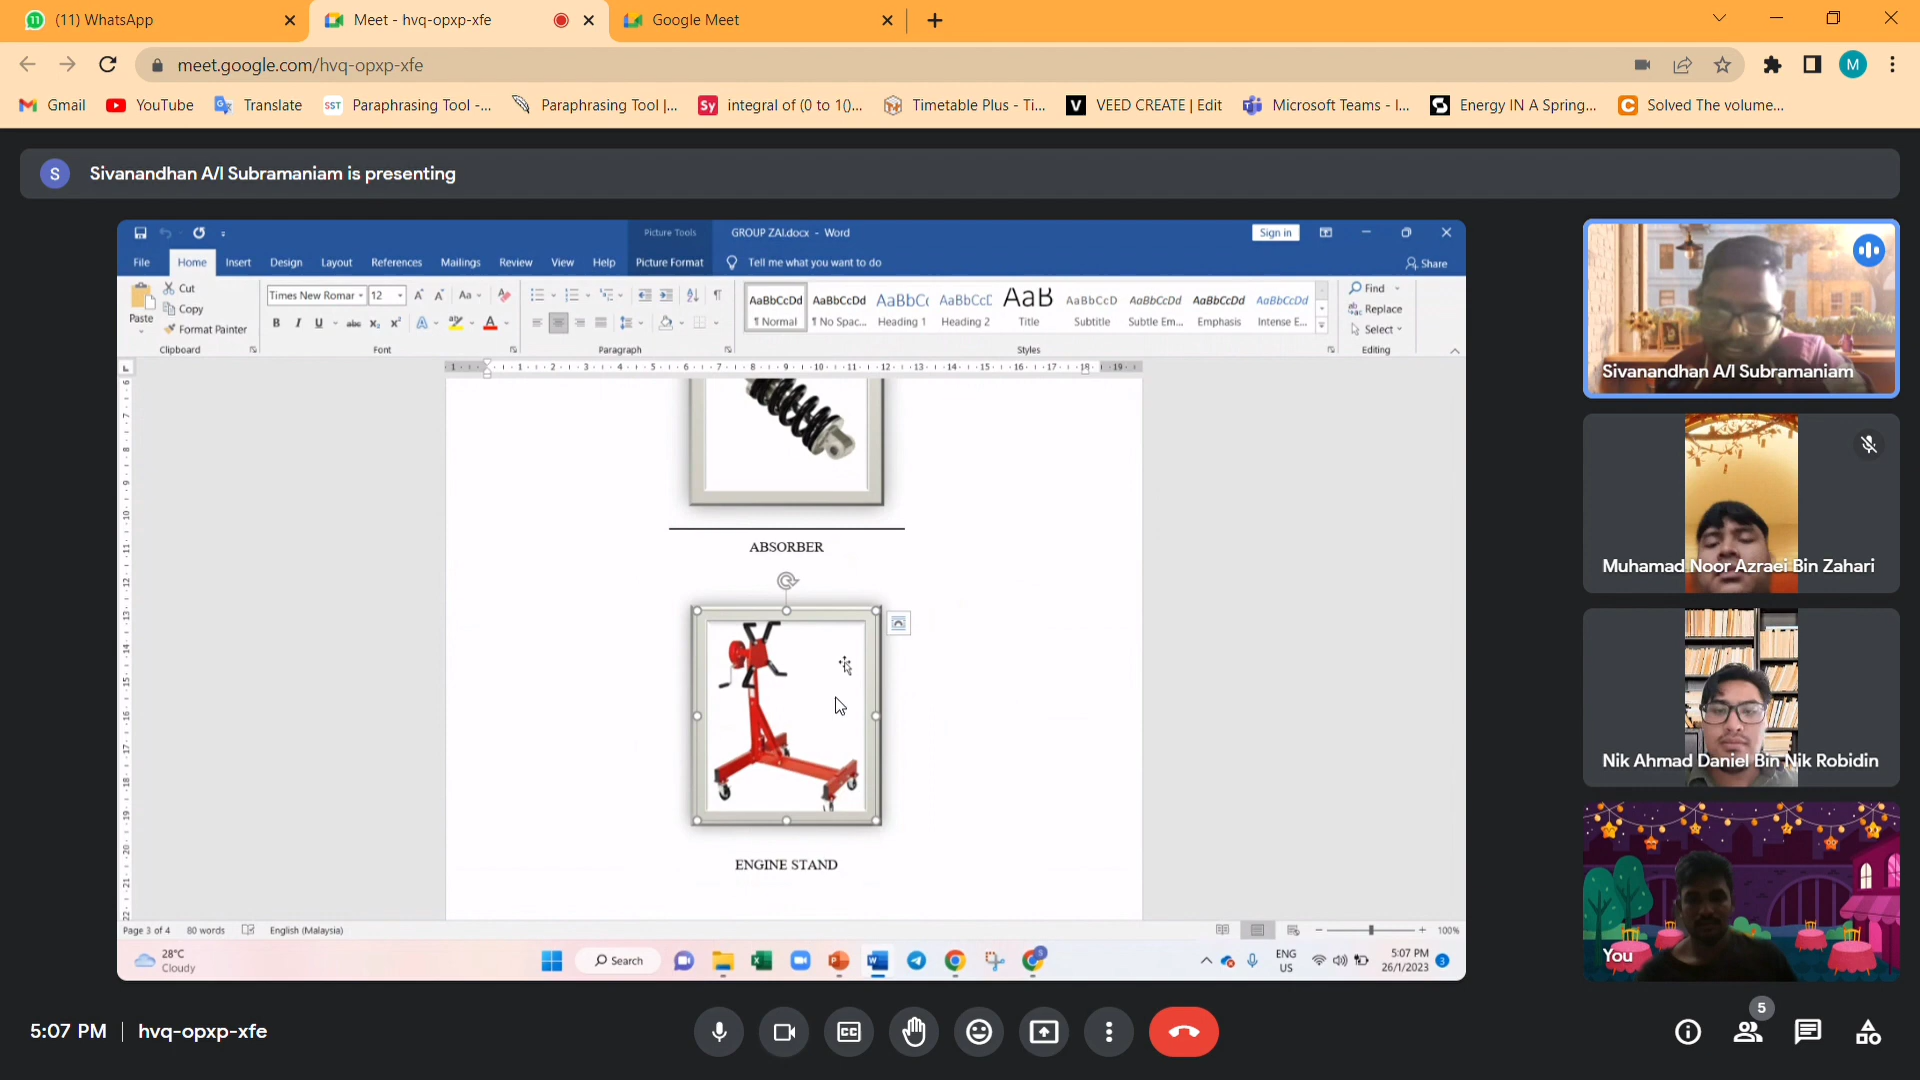 (11) WhatsApp
Meet - hvq-opxp-xfe
Google Meet
meet.google.com/hvq-opxp-xfe
M
Gmail
YouTube
Translate
SST
Paraphrasing Tool -...
Paraphrasing Tool |...
Sy
integral of (0 to 1()...
Timetable Plus - Ti...
VEED CREATE | Edit
Microsoft Teams - I...
Energy IN A Spring...
Solved The volume...
S
Sivanandhan A/l Subramaniam is presenting
Picture Tools
GROUP ZAI.docx - Word
Sign in
File
Home
Insert
Design
Layout
References
Mailings
Review
View
Help
Picture Format
Tell me what you want to do
Share
Paste
Cut
Copy
Format Painter
Clipboard
Times New Romar
12
Font
Paragraph
AaBbCcDd
¶ Normal
AaBbCcDd
¶ No Spac...
AaBbCc
Heading 1
AaBbCcD
Heading 2
AaB
Title
AaBbCcD
Subtitle
AaBbCcDd
Subtle Em...
AaBbCcDd
Emphasis
AaBbCcDd
Intense E...
Styles
Find
Replace
Select
Editing
ABSORBER
ENGINE STAND
Page 3 of 4
80 words
English (Malaysia)
100%
28°C
Cloudy
Search
ENG
US
5:07 PM
26/1/2023
3
Sivanandhan A/l Subramaniam
Muhamad Noor Azraei Bin Zahari
Nik Ahmad Daniel Bin Nik Robidin
You
5:07 PM
hvq-opxp-xfe
5